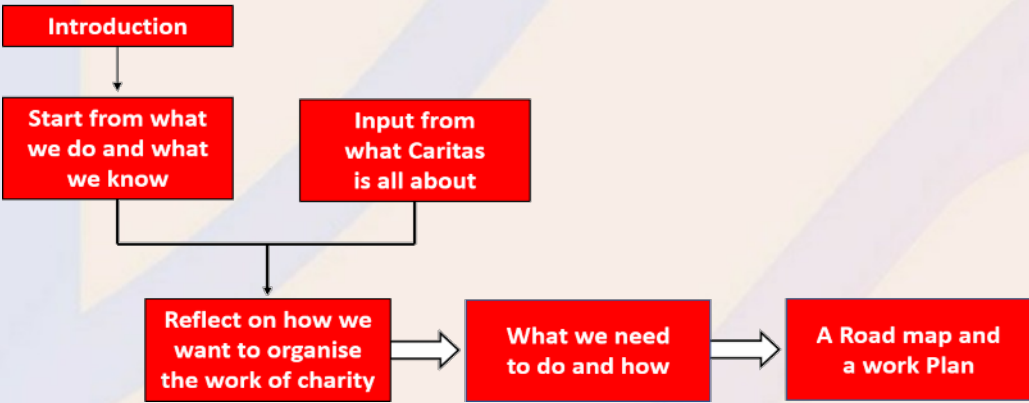 Introduction
Start from what
we do and what
we know
Input from
what Caritas
is all about
Reflect on how we
want to organise
the work of charity
What we need
to do and how
A Road map and
a work Plan